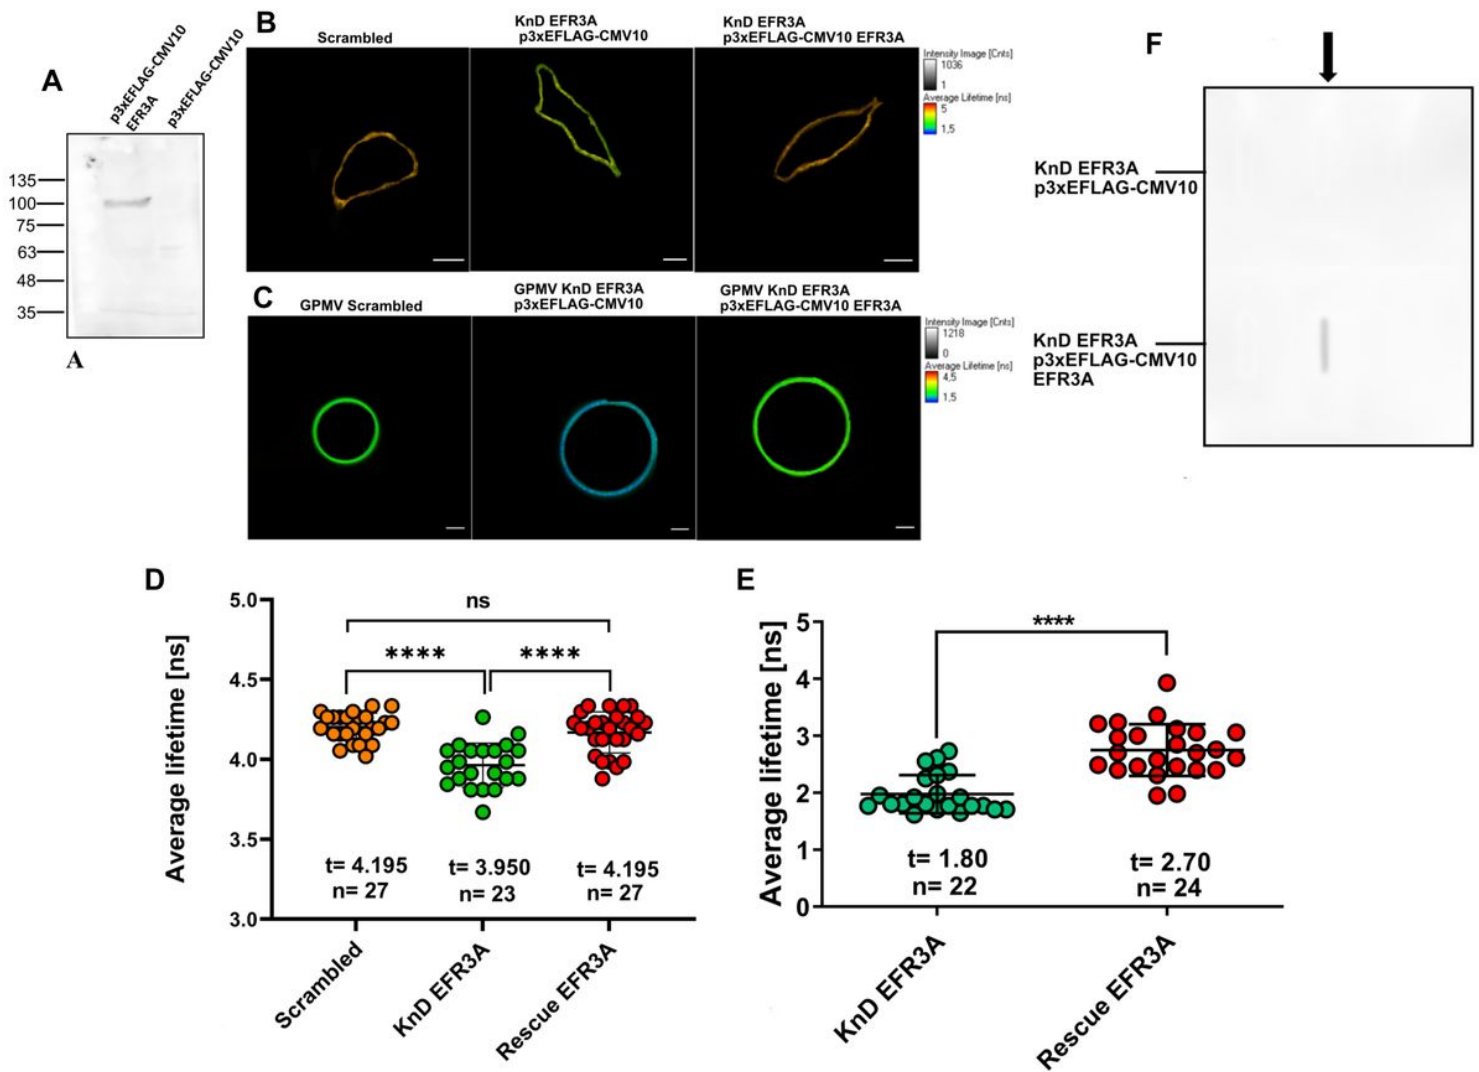 A
p3xEFLAG-CMV10
EFR3A
p3xEFLAG-CMV10
135
100
75
63
48
35
A
B
Scrambled
KnD EFR3A
p3xEFLAG-CMV10
KnD EFR3A
p3xEFLAG-CMV10 EFR3A
Intensity Image [Cnts]
1036
1
Average Lifetime [ns]
5
1,5
C
GPMV Scrambled
GPMV KnD EFR3A
p3xEFLAG-CMV10
GPMV KnD EFR3A
p3xEFLAG-CMV10 EFR3A
Intensity Image [Cnts]
1218
0
Average Lifetime [ns]
4,5
1,5
F
KnD EFR3A
p3xEFLAG-CMV10
KnD EFR3A
p3xEFLAG-CMV10
EFR3A
D
Average lifetime [ns]
5.0
4.5
4.0
3.5
3.0
ns
****
****
t= 4.195
n= 27
t= 3.950
n= 23
t= 4.195
n= 27
Scrambled
KnD EFR3A
Rescue EFR3A
E
Average lifetime [ns]
5
4
3
2
1
0
****
t= 1.80
n= 22
t= 2.70
n= 24
KnD EFR3A
Rescue EFR3A